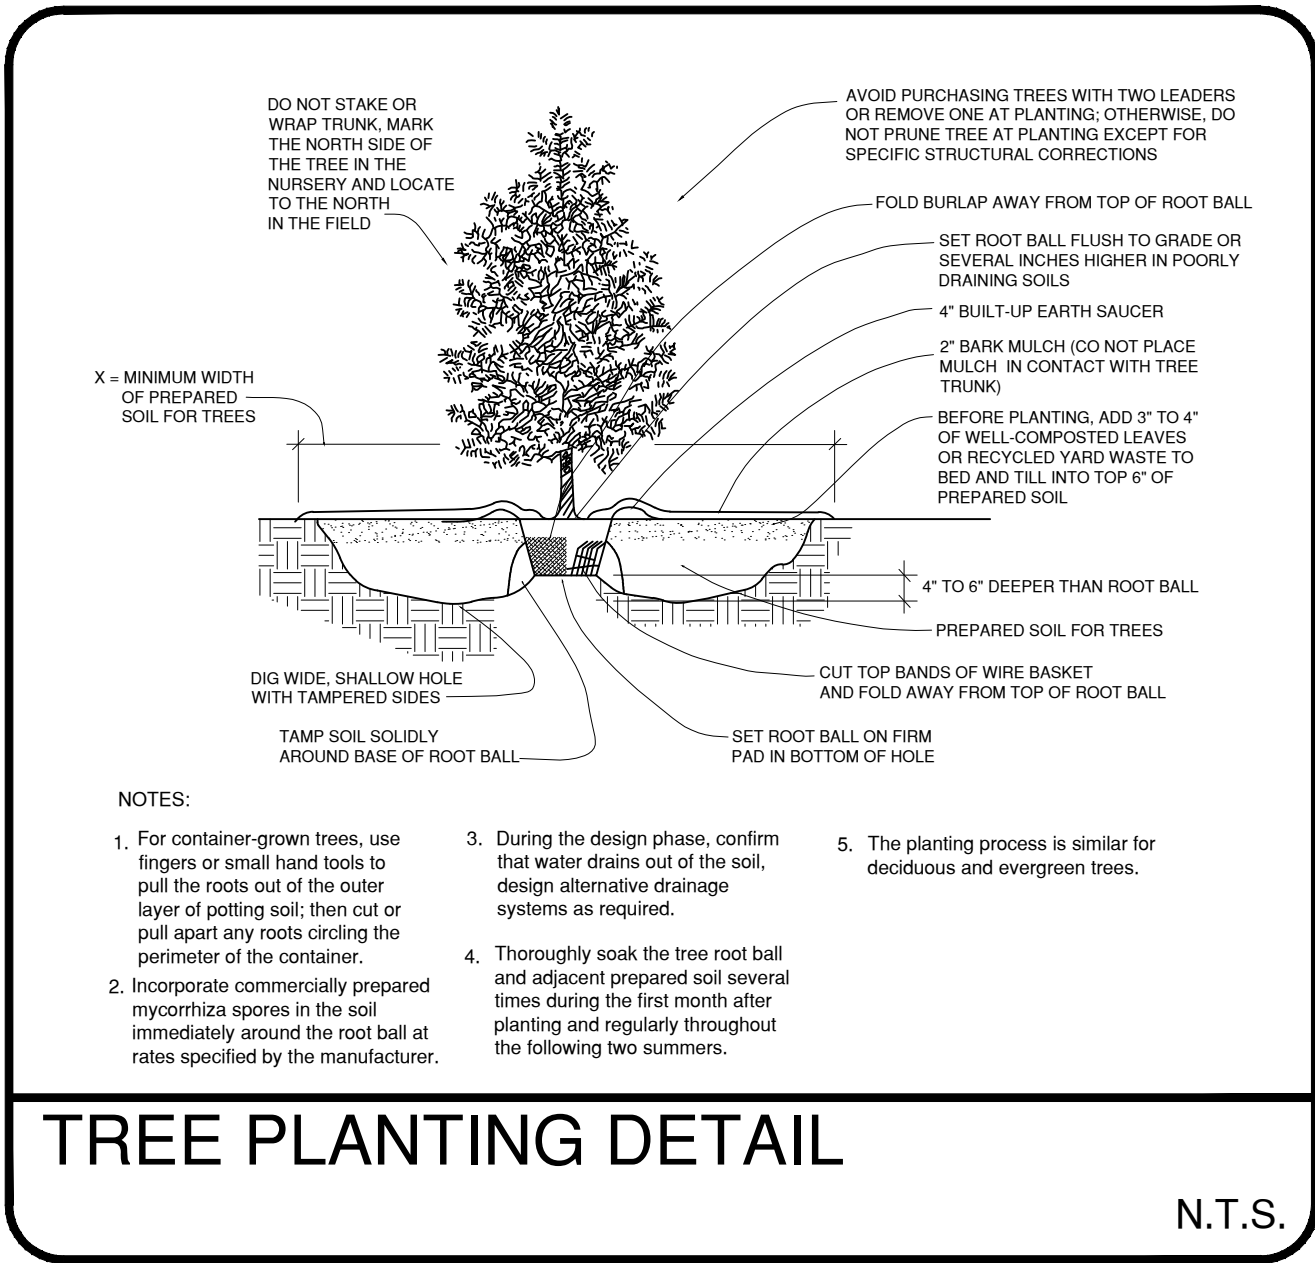 DO NOT STAKE OR
WRAP TRUNK, MARK
THE NORTH SIDE OF
THE TREE IN THE
NURSERY AND LOCATE
TO THE NORTH
IN THE FIELD
AVOID PURCHASING TREES WITH TWO LEADERS
OR REMOVE ONE AT PLANTING; OTHERWISE, DO
NOT PRUNE TREE AT PLANTING EXCEPT FOR
SPECIFIC STRUCTURAL CORRECTIONS
FOLD BURLAP AWAY FROM TOP OF ROOT BALL
SET ROOT BALL FLUSH TO GRADE OR
SEVERAL INCHES HIGHER IN POORLY
DRAINING SOILS
4" BUILT-UP EARTH SAUCER
2" BARK MULCH (CO NOT PLACE
MULCH IN CONTACT WITH TREE
TRUNK)
X = MINIMUM WIDTH
OF PREPARED
SOIL FOR TREES
BEFORE PLANTING, ADD 3" TO 4"
OF WELL-COMPOSTED LEAVES
OR RECYCLED YARD WASTE TO
BED AND TILL INTO TOP 6" OF
PREPARED SOIL
4" TO 6" DEEPER THAN ROOT BALL
PREPARED SOIL FOR TREES
DIG WIDE, SHALLOW HOLE
WITH TAMPERED SIDES
CUT TOP BANDS OF WIRE BASKET
AND FOLD AWAY FROM TOP OF ROOT BALL
TAMP SOIL SOLIDLY
AROUND BASE OF ROOT BALL
SET ROOT BALL ON FIRM
PAD IN BOTTOM OF HOLE
NOTES:
1. For container-grown trees, use
fingers or small hand tools to
pull the roots out of the outer
layer of potting soil; then cut or
pull apart any roots circling the
perimeter of the container.
2. Incorporate commercially prepared
mycorrhiza spores in the soil
immediately around the root ball at
rates specified by the manufacturer.
3. During the design phase, confirm
that water drains out of the soil,
design alternative drainage
systems as required.
4. Thoroughly soak the tree root ball
and adjacent prepared soil several
times during the first month after
planting and regularly throughout
the following two summers.
5. The planting process is similar for
deciduous and evergreen trees.
TREE PLANTING DETAIL
N.T.S.